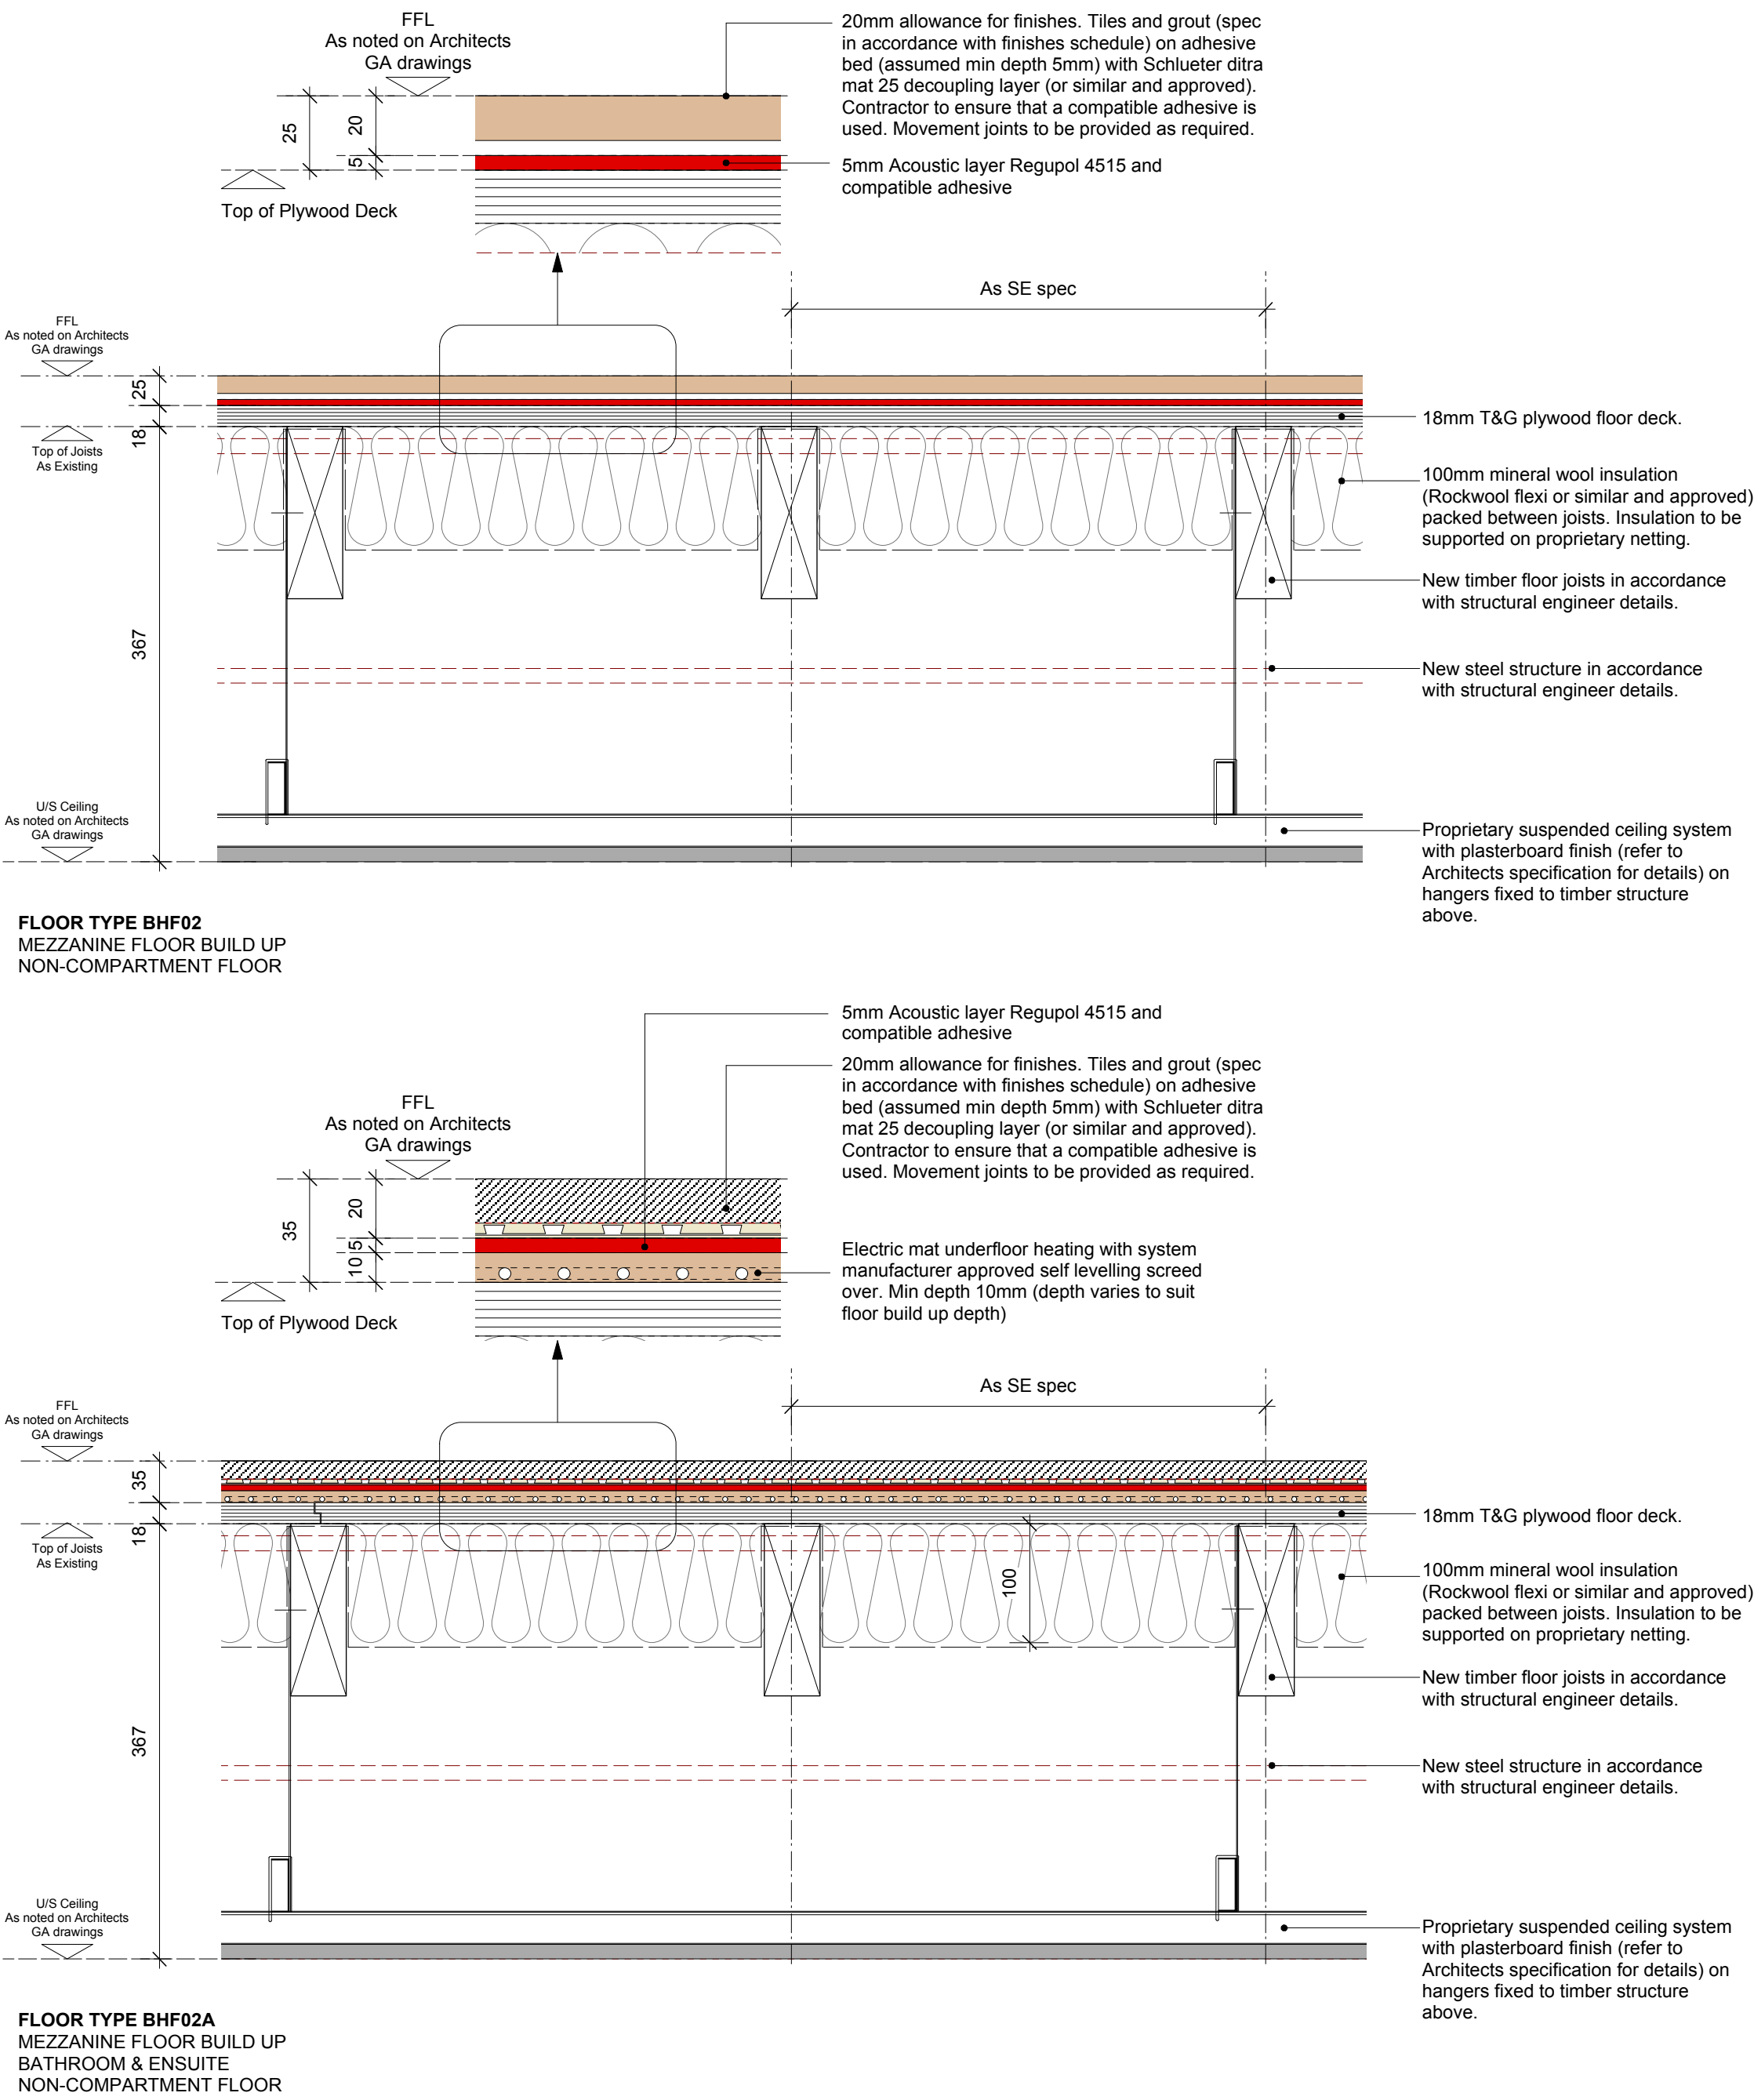 FFL
As noted on Architects
GA drawings
25
20
5
Top of Plywood Deck
20mm allowance for finishes. Tiles and grout (spec
in accordance with finishes schedule) on adhesive
bed (assumed min depth 5mm) with Schlueter ditra
mat 25 decoupling layer (or similar and approved).
Contractor to ensure that a compatible adhesive is
used. Movement joints to be provided as required.
5mm Acoustic layer Regupol 4515 and
compatible adhesive
As SE spec
FFL
As noted on Architects
GA drawings
25
18
Top of Joists
As Existing
367
U/S Ceiling
As noted on Architects
GA drawings
18mm T&G plywood floor deck.
100mm mineral wool insulation
(Rockwool flexi or similar and approved)
packed between joists. Insulation to be
supported on proprietary netting.
New timber floor joists in accordance
with structural engineer details.
New steel structure in accordance
with structural engineer details.
Proprietary suspended ceiling system
with plasterboard finish (refer to
Architects specification for details) on
hangers fixed to timber structure
above.
FLOOR TYPE BHF02
MEZZANINE FLOOR BUILD UP
NON-COMPARTMENT FLOOR
5mm Acoustic layer Regupol 4515 and
compatible adhesive
20mm allowance for finishes. Tiles and grout (spec
in accordance with finishes schedule) on adhesive
bed (assumed min depth 5mm) with Schlueter ditra
mat 25 decoupling layer (or similar and approved).
Contractor to ensure that a compatible adhesive is
used. Movement joints to be provided as required.
FFL
As noted on Architects
GA drawings
35
20
5
10
Top of Plywood Deck
Electric mat underfloor heating with system
manufacturer approved self levelling screed
over. Min depth 10mm (depth varies to suit
floor build up depth)
As SE spec
FFL
As noted on Architects
GA drawings
35
18
Top of Joists
As Existing
100
367
U/S Ceiling
As noted on Architects
GA drawings
18mm T&G plywood floor deck.
100mm mineral wool insulation
(Rockwool flexi or similar and approved)
packed between joists. Insulation to be
supported on proprietary netting.
New timber floor joists in accordance
with structural engineer details.
New steel structure in accordance
with structural engineer details.
Proprietary suspended ceiling system
with plasterboard finish (refer to
Architects specification for details) on
hangers fixed to timber structure
above.
FLOOR TYPE BHF02A
MEZZANINE FLOOR BUILD UP
BATHROOM & ENSUITE
NON-COMPARTMENT FLOOR